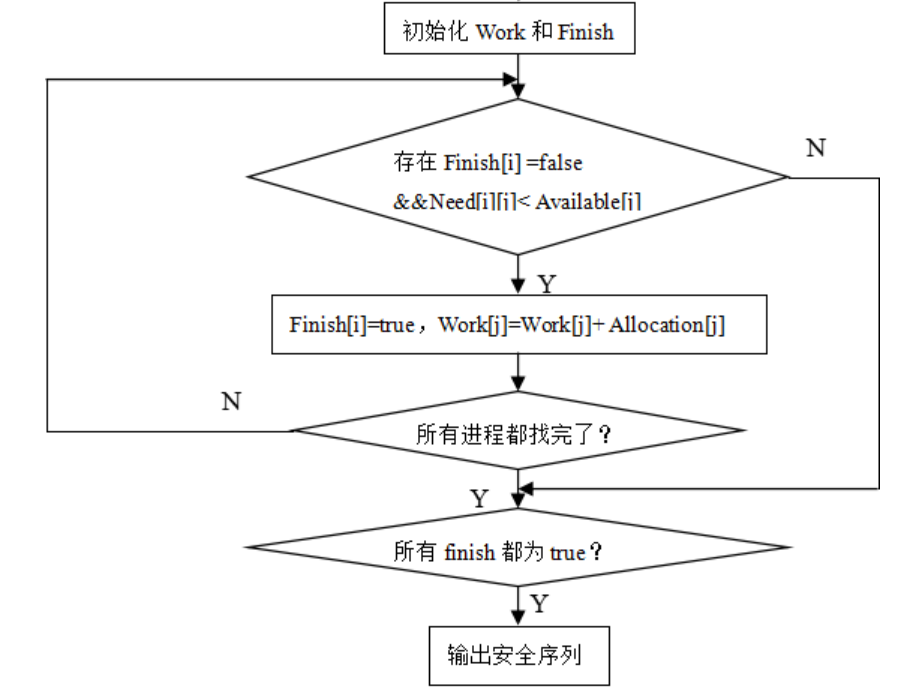 初始化 Work 和 Finish
存在 Finish[i] =false
&&Need[i][j]< Available[j]
N
Y
Finish[i]=true，Work[j]=Work[j]+ Allocation[j]
N
所有进程都找完了？
Y
所有 finish 都为 true？
Y
输出安全序列